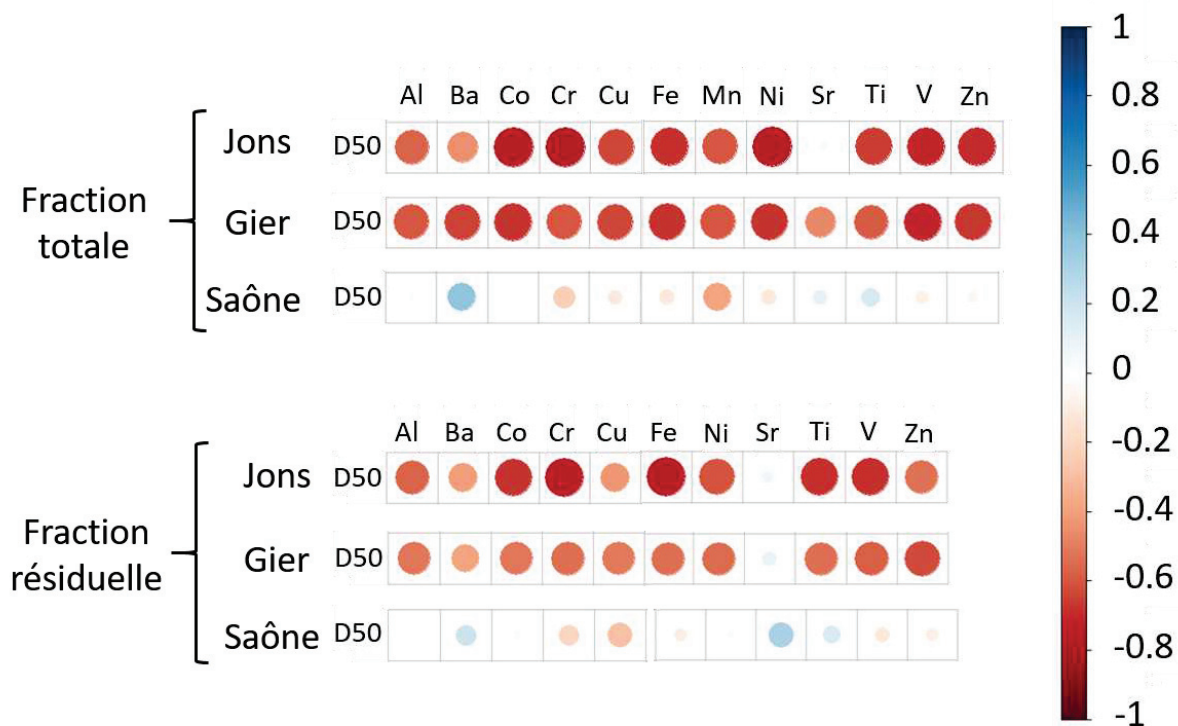 Al Ba Co Cr Cu Fe Mn Ni Sr Ti V Zn
Fraction
totale
Jons D50
Gier D50
Saône D50
Al Ba Co Cr Cu Fe Ni Sr Ti V Zn
Fraction
résiduelle
Jons D50
Gier D50
Saône D50
1
0.8
0.6
0.4
0.2
0
-0.2
-0.4
-0.6
-0.8
-1